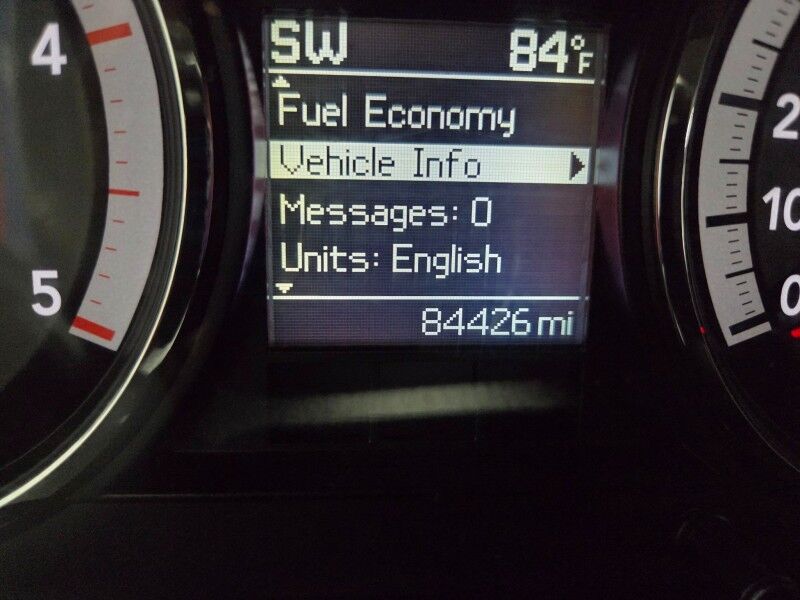 SW 84°F
Fuel Economy
Vehicle Info
Messages: 0
Units: English
84426 mi
4
5
2
10
0